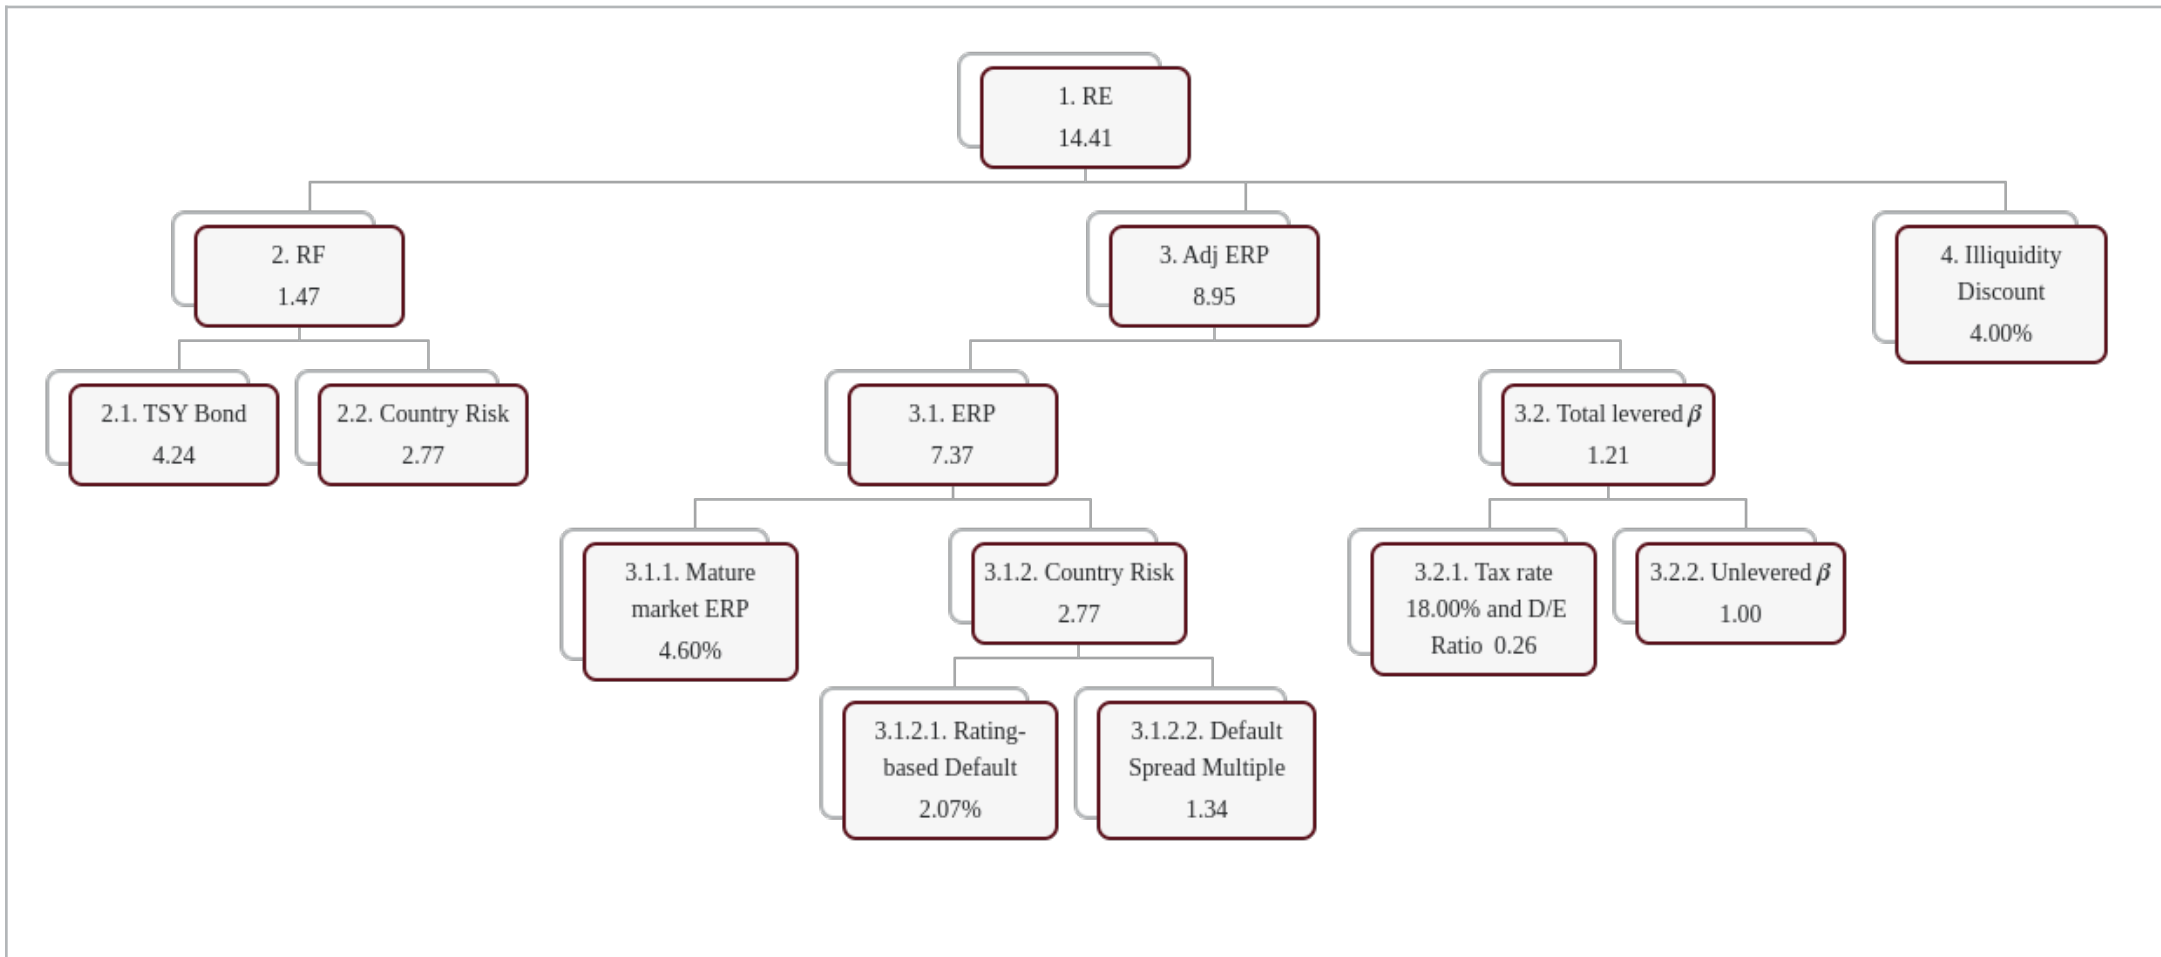 1. RE
14.41
2. RF
1.47
3. Adj ERP
8.95
4. Illiquidity
Discount
4.00%
2.1. TSY Bond
4.24
2.2. Country Risk
2.77
3.1. ERP
7.37
3.2. Total levered β
1.21
3.1.1. Mature
market ERP
4.60%
3.1.2. Country Risk
2.77
3.2.1. Tax rate
18.00% and D/E
Ratio 0.26
3.2.2. Unlevered β
1.00
3.1.2.1. Rating-
based Default
2.07%
3.1.2.2. Default
Spread Multiple
1.34